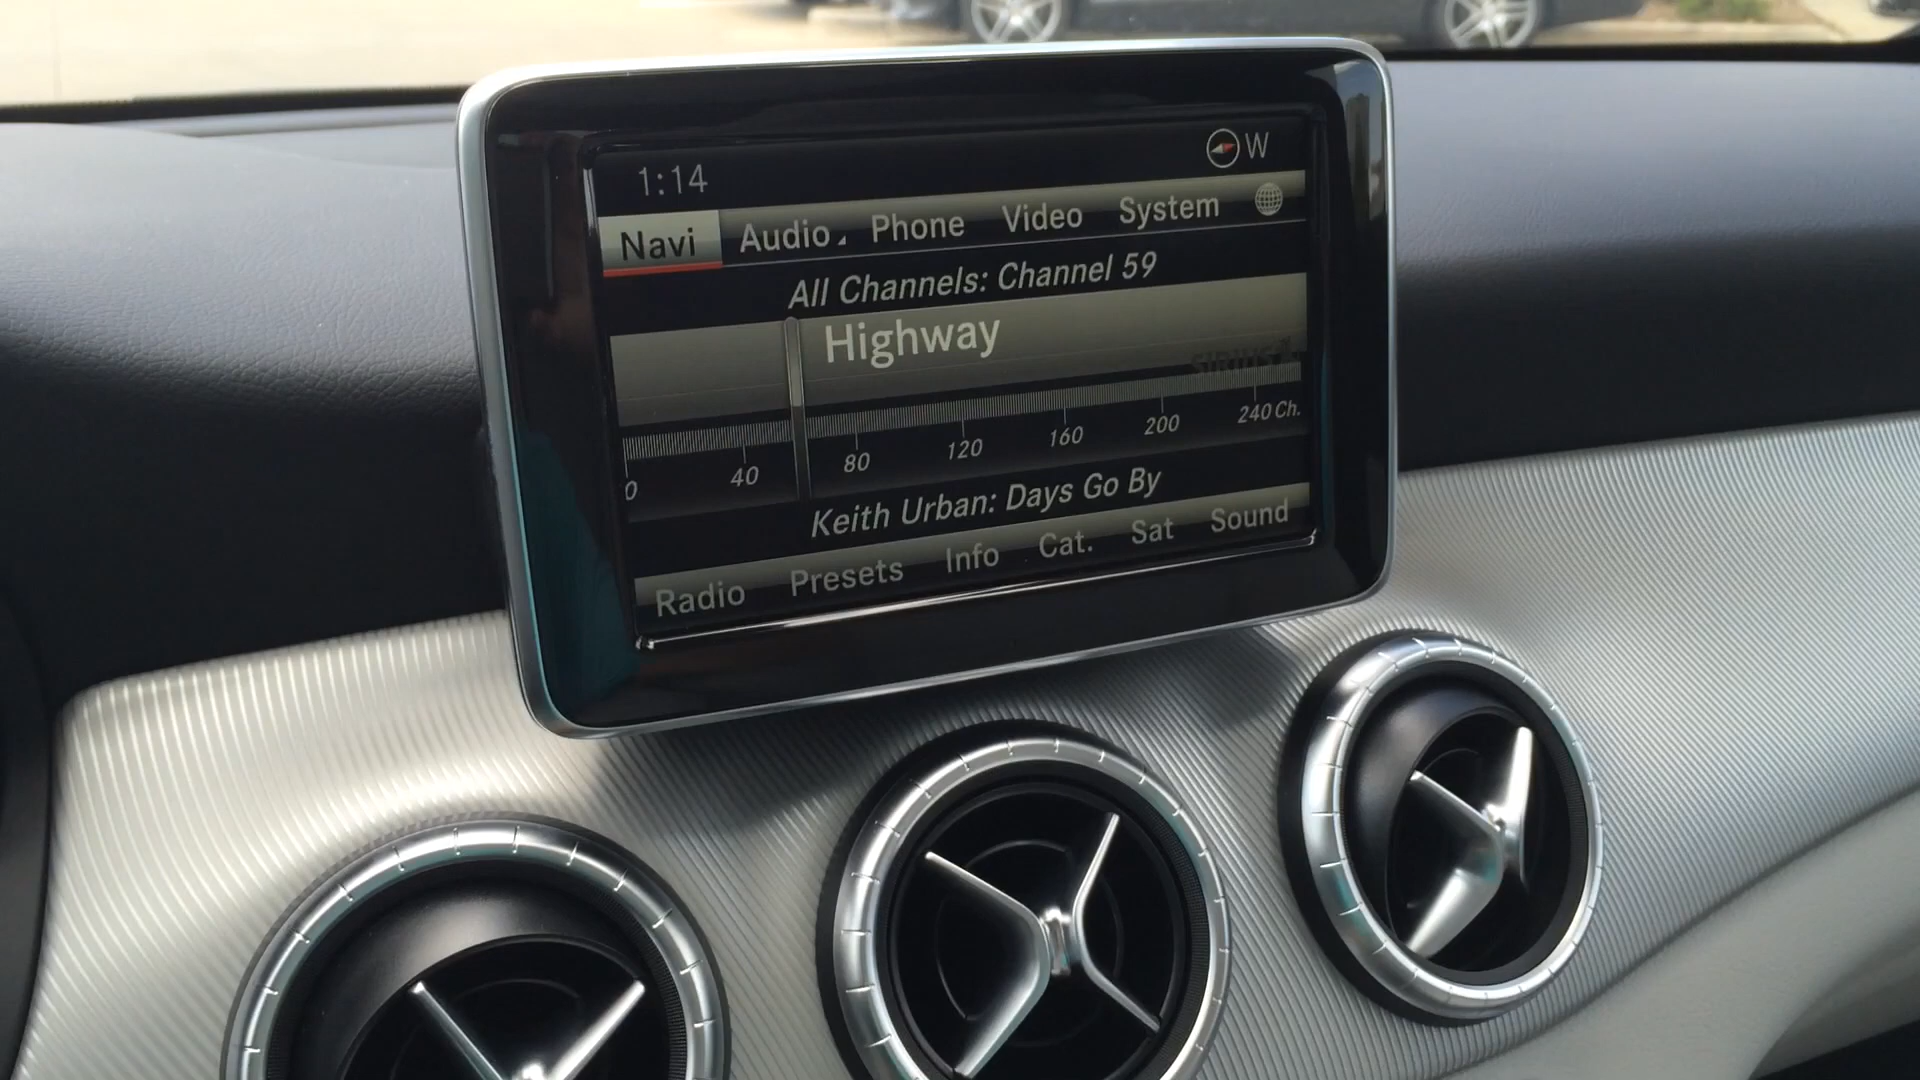 1:14 W
Navi Audio Phone Video System
All Channels: Channel 59
Highway
0 40 80 120 160 200 240 Ch.
Keith Urban: Days Go By
Radio Presets Info Cat. Sat Sound